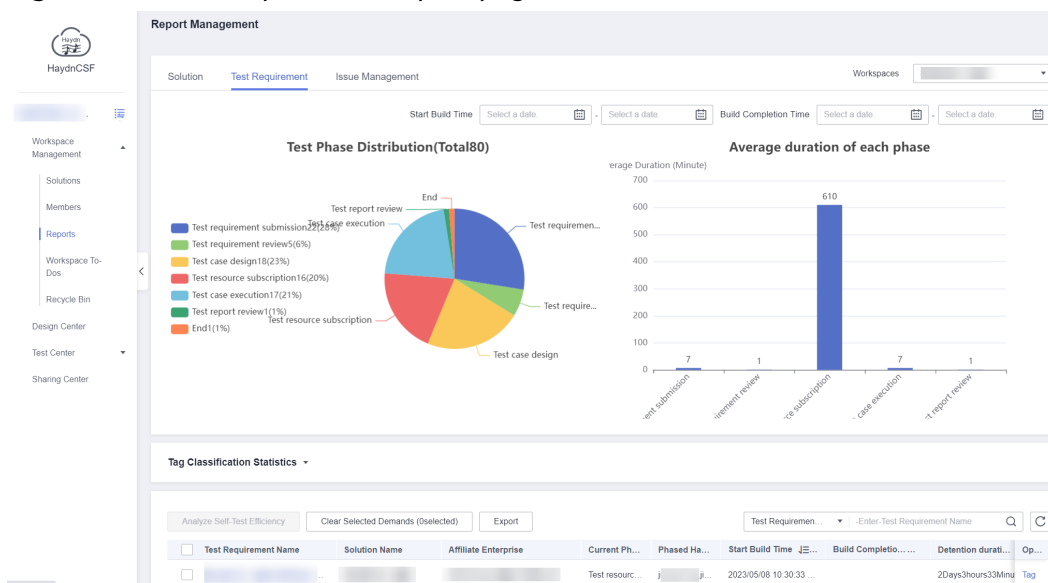 Report Management
Haydn
HaydnCSF
Solution
Test Requirement
Issue Management
Workspaces
Start Build Time
Select a date.
-
Select a date.
Build Completion Time
Select a date.
-
Select a date.
Workspace
Management
Solutions
Members
Reports
Workspace To-
Dos
Recycle Bin
Design Center
Test Center
Sharing Center
Test Phase Distribution(Total80)
Test requirement submission22(28%)
Test requirement review5(6%)
Test case design18(23%)
Test resource subscription16(20%)
Test case execution17(21%)
Test report review1(1%)
End1(1%)
End
Test report review
Test case execution
Test resource subscription
Test requiremen...
Test require...
Test case design
Average duration of each phase
erage Duration (Minute)
700
600
500
400
300
200
100
0
7
1
610
7
1
ent submission
irement review
ce subscription
case execution
st report review
Tag Classification Statistics
Analyze Self-Test Efficiency
Clear Selected Demands (0selected)
Export
Test Requiremen...
-Enter-Test Requirement Name
Test Requirement Name
Solution Name
Affiliate Enterprise
Current Ph...
Phased Ha...
Start Build Time
Build Completio...
Detention durati...
Op...
Test resourc...
2023/05/08 10:30:33 ...
2Days3hours33Minu
Tag